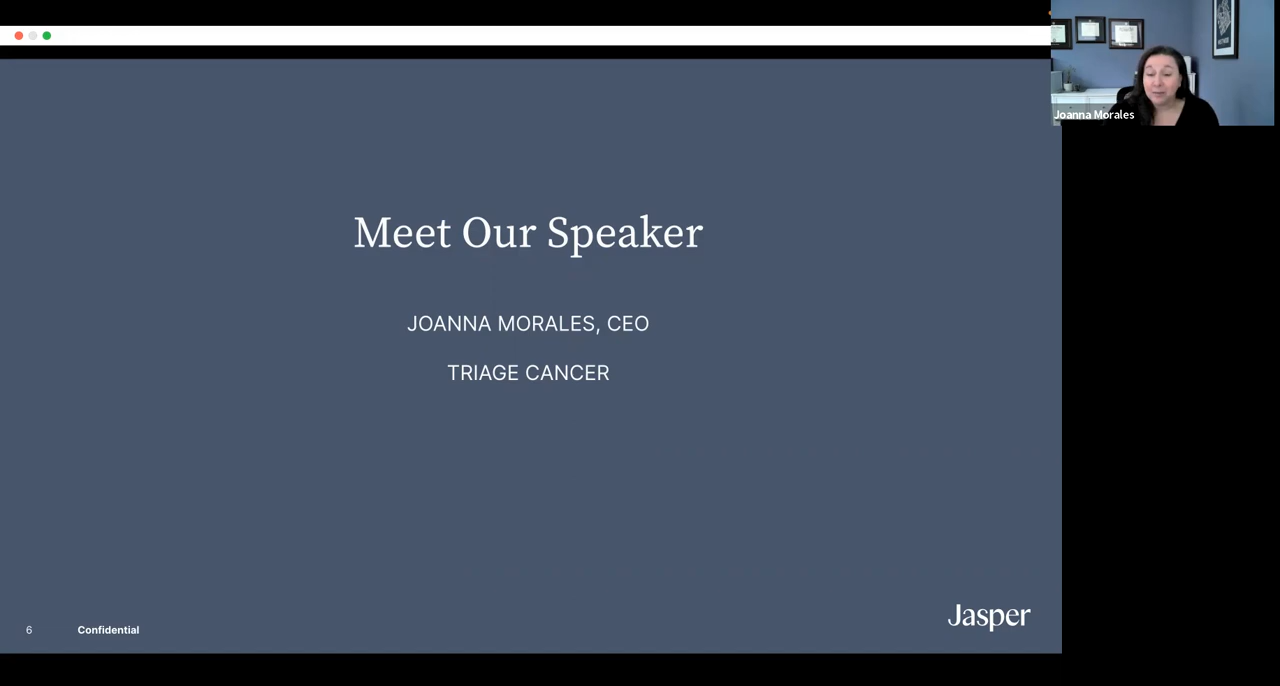 Joanna Morales
Meet Our Speaker
JOANNA MORALES, CEO
TRIAGE CANCER
6
Confidential
Jasper